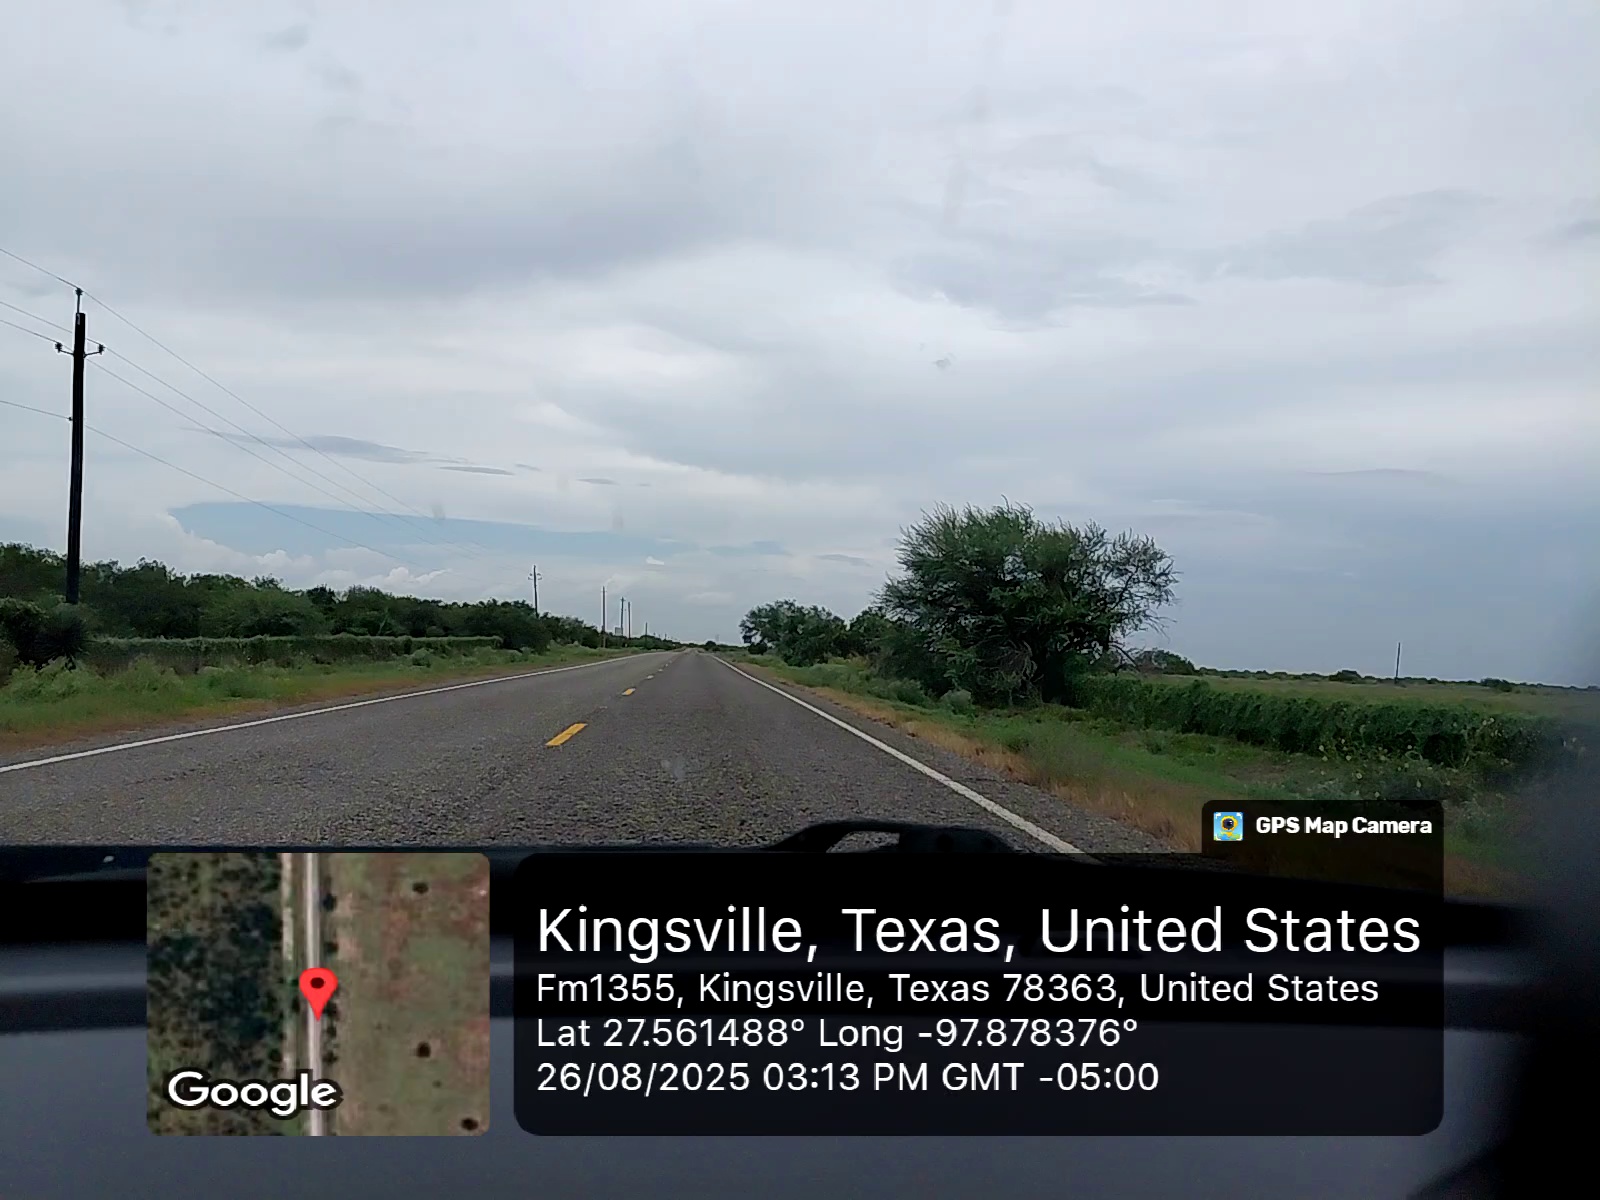 GPS Map Camera
Kingsville, Texas, United States
Fm1355, Kingsville, Texas 78363, United States
Lat 27.561488° Long -97.878376°
26/08/2025 03:13 PM GMT -05:00
Google